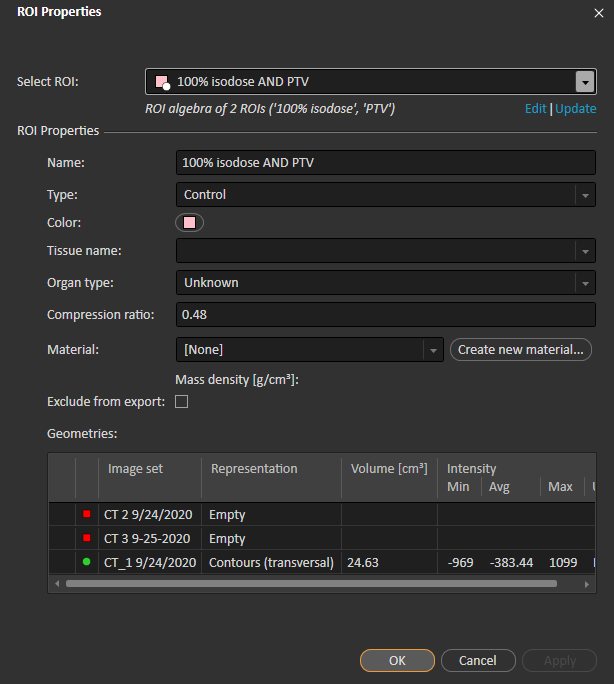 ROI Properties
Select ROI: 100% isodose AND PTV
ROI algebra of 2 ROIs ('100% isodose', 'PTV') Edit | Update
ROI Properties
Name: 100% isodose AND PTV
Type: Control
Color:
Tissue name:
Organ type: Unknown
Compression ratio: 0.48
Material: [None] Create new material...
Mass density [g/cm³]:
Exclude from export:
Geometries:
Image set Representation Volume [cm³] Intensity
Min Avg Max
CT 2 9/24/2020 Empty
CT 3 9-25-2020 Empty
CT_1 9/24/2020 Contours (transversal) 24.63 -969 -383.44 1099
OK Cancel Apply